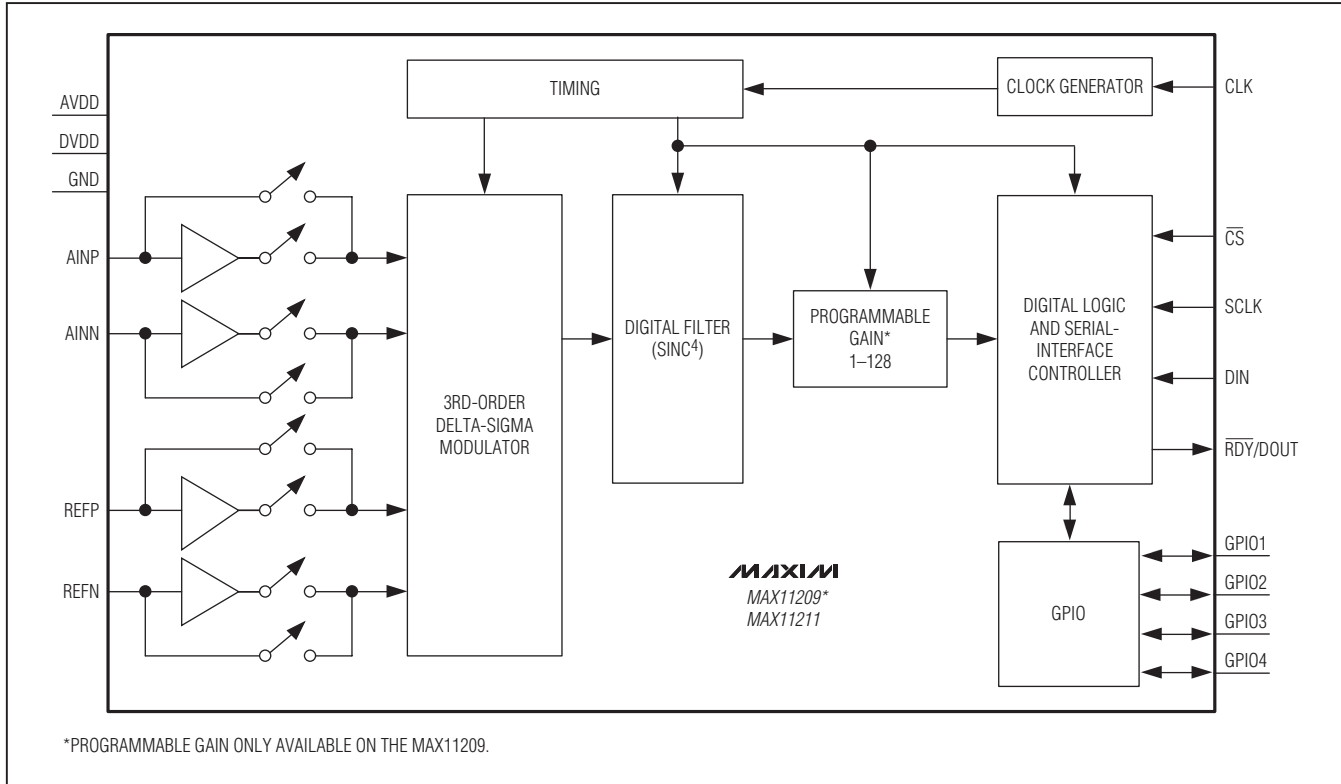 TIMING
CLOCK GENERATOR
CLK
AVDD
DVDD
GND
AINP
AINN
REFP
REFN
3RD-ORDER
DELTA-SIGMA
MODULATOR
DIGITAL FILTER
(SINC⁴)
PROGRAMMABLE
GAIN*
1–128
DIGITAL LOGIC
AND SERIAL-
INTERFACE
CONTROLLER
C̅S̅
SCLK
DIN
R̅D̅Y̅/DOUT
GPIO
GPIO1
GPIO2
GPIO3
GPIO4
MAXIM
MAX11209*
MAX11211
*PROGRAMMABLE GAIN ONLY AVAILABLE ON THE MAX11209.